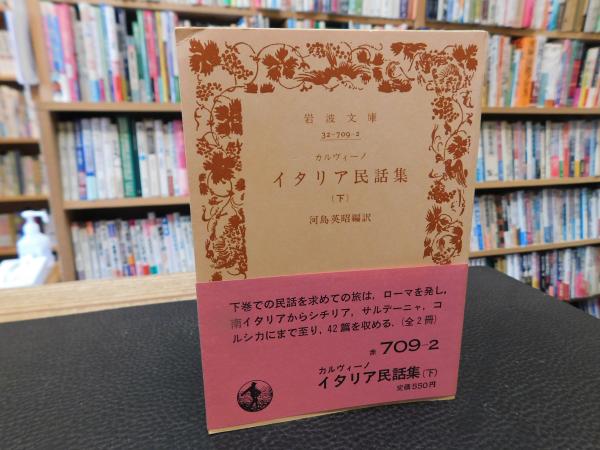 岩波文庫
32-709-2
カルヴィーノ
イタリア民話集
(下)
河島英昭編訳
下巻での民話を求めての旅は，ローマを発し，
南イタリアからシチリア，サルデーニャ，コ
ルシカにまで至り，42篇を収める．(全2冊)
赤 709-2
カルヴィーノ
イタリア民話集(下)
定価550円